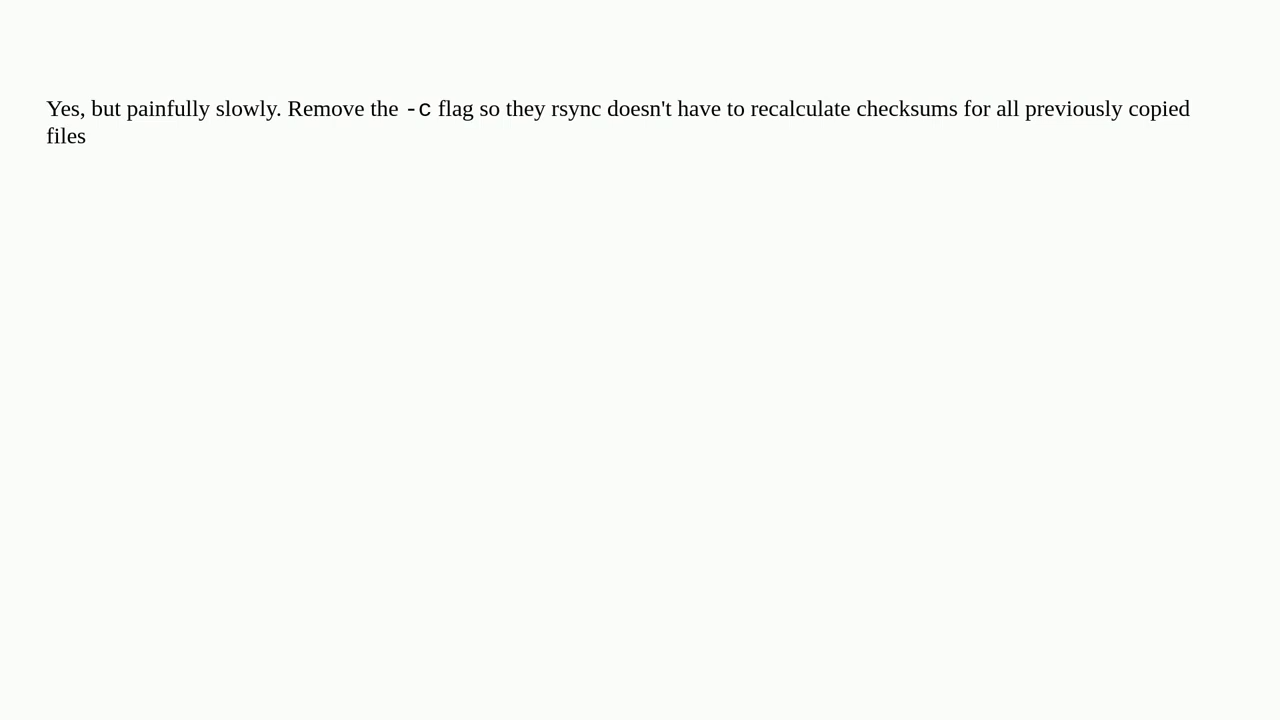 Yes, but painfully slowly. Remove the -c flag so they rsync doesn't have to recalculate checksums for all previously copied
files